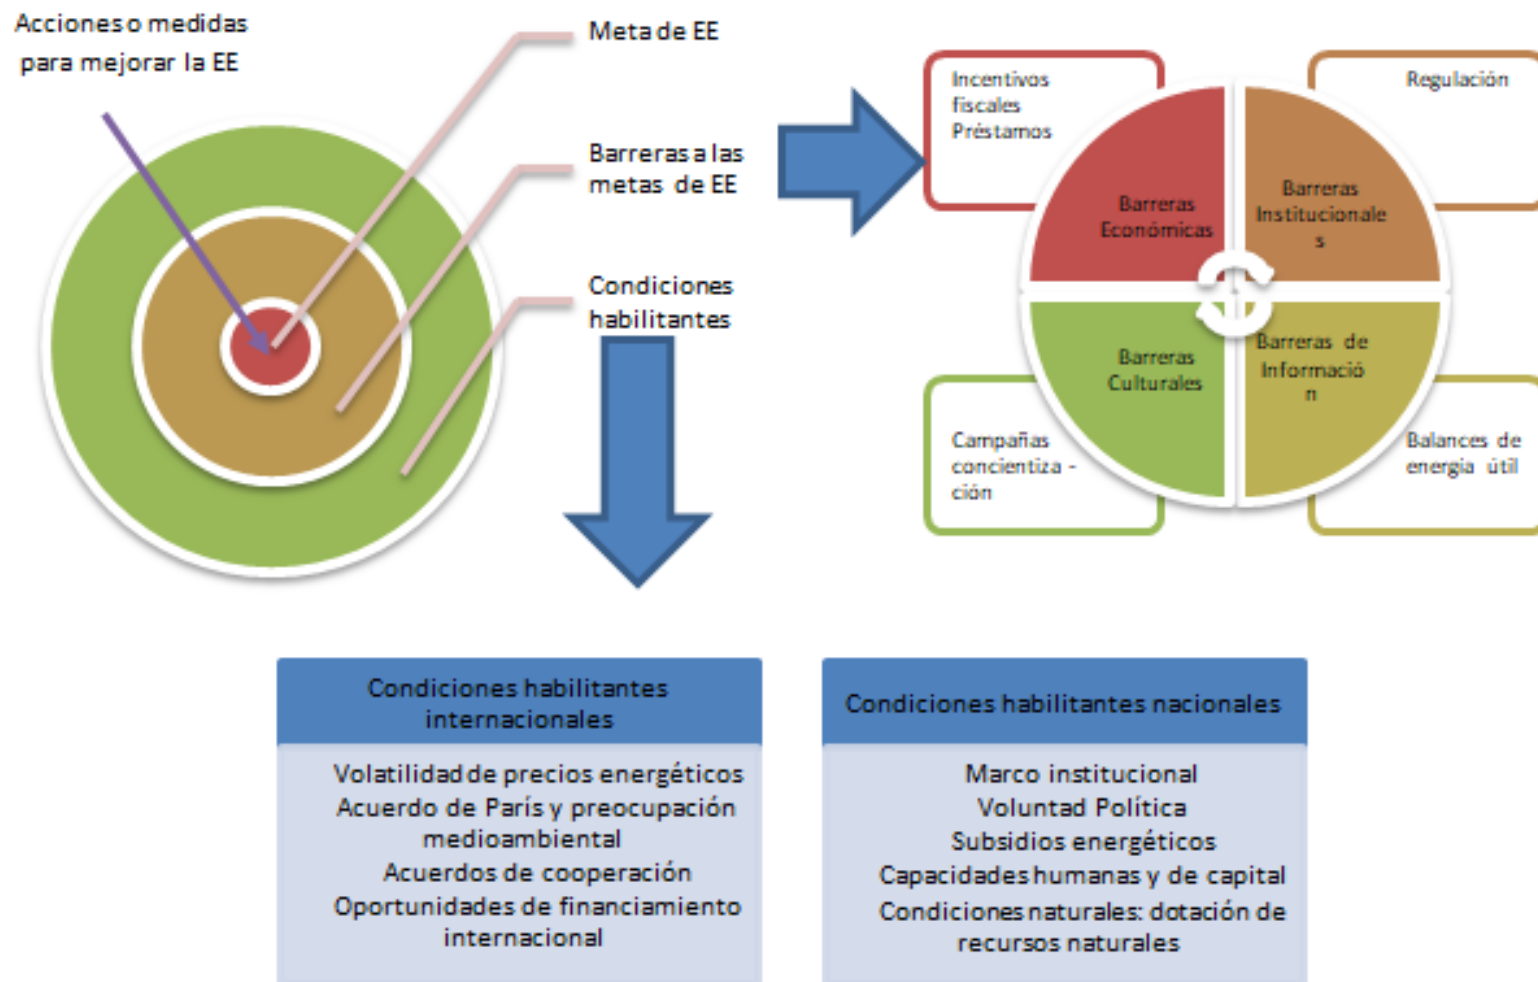 Acciones o medidas
para mejorar la EE
Meta de EE
Barreras a las
metas de EE
Condiciones
habilitantes
Incentivos
fiscales
Préstamos
Regulación
Barreras
Económicas
Barreras
Institucionale
s
Barreras
Culturales
Barreras de
Informació
n
Campañas
concientiza -
ción
Balances de
energía útil
Condiciones habilitantes
internacionales
Volatilidad de precios energéticos
Acuerdo de París y preocupación
medioambiental
Acuerdos de cooperación
Oportunidades de financiamiento
internacional
Condiciones habilitantes nacionales
Marco institucional
Voluntad Política
Subsidios energéticos
Capacidades humanas y de capital
Condiciones naturales: dotación de
recursos naturales